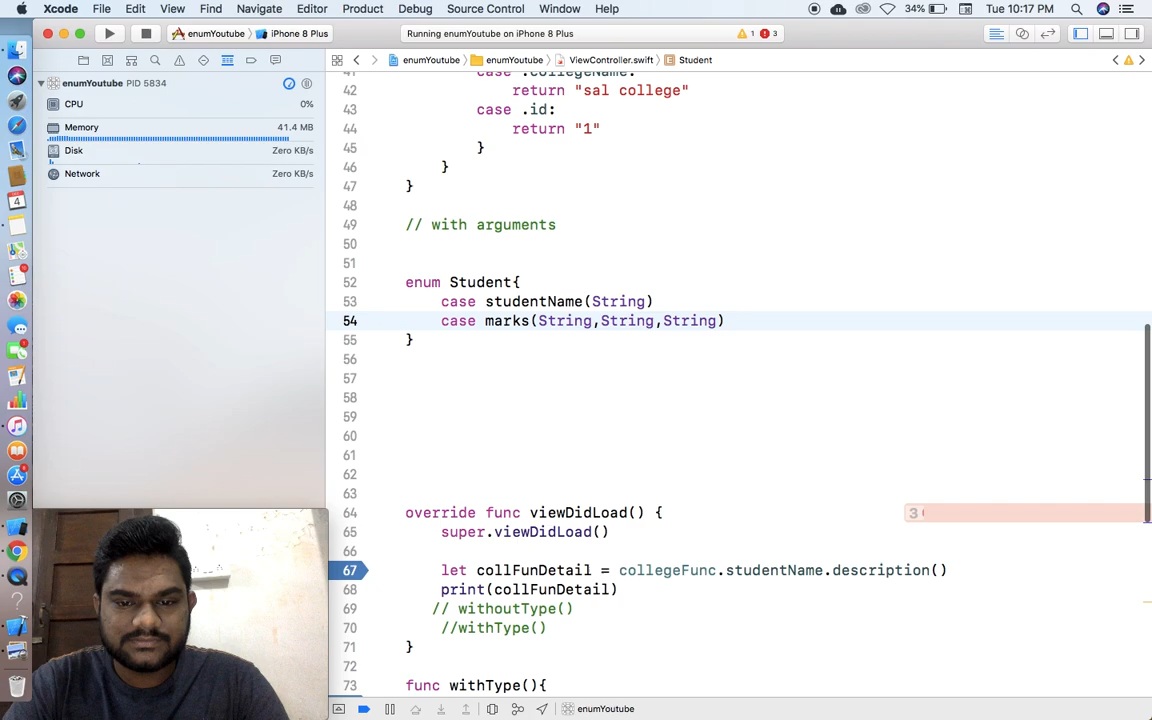 Xcode File Edit View Find Navigate Editor Product Debug Source Control Window Help 34% Tue 10:17 PM
enumYoutube iPhone 8 Plus Running enumYoutube on iPhone 8 Plus 1 3
enumYoutube enumYoutube ViewController.swift Student
enumYoutube PID 5834
CPU 0%
Memory 41.4 MB
Disk Zero KB/s
Network Zero KB/s
41 case .collegeName:
42 return "sal college"
43 case .id:
44 return "1"
45 }
46 }
47 }
48
49 // with arguments
50
51
52 enum Student{
53 case studentName(String)
54 case marks(String,String,String)
55 }
56
57
58
59
60
61
62
63
64 override func viewDidLoad() {
3
65 super.viewDidLoad()
66
67 let collFunDetail = collegeFunc.studentName.description()
68 print(collFunDetail)
69 // withoutType()
70 //withType()
71 }
72
73 func withType(){
enumYoutube